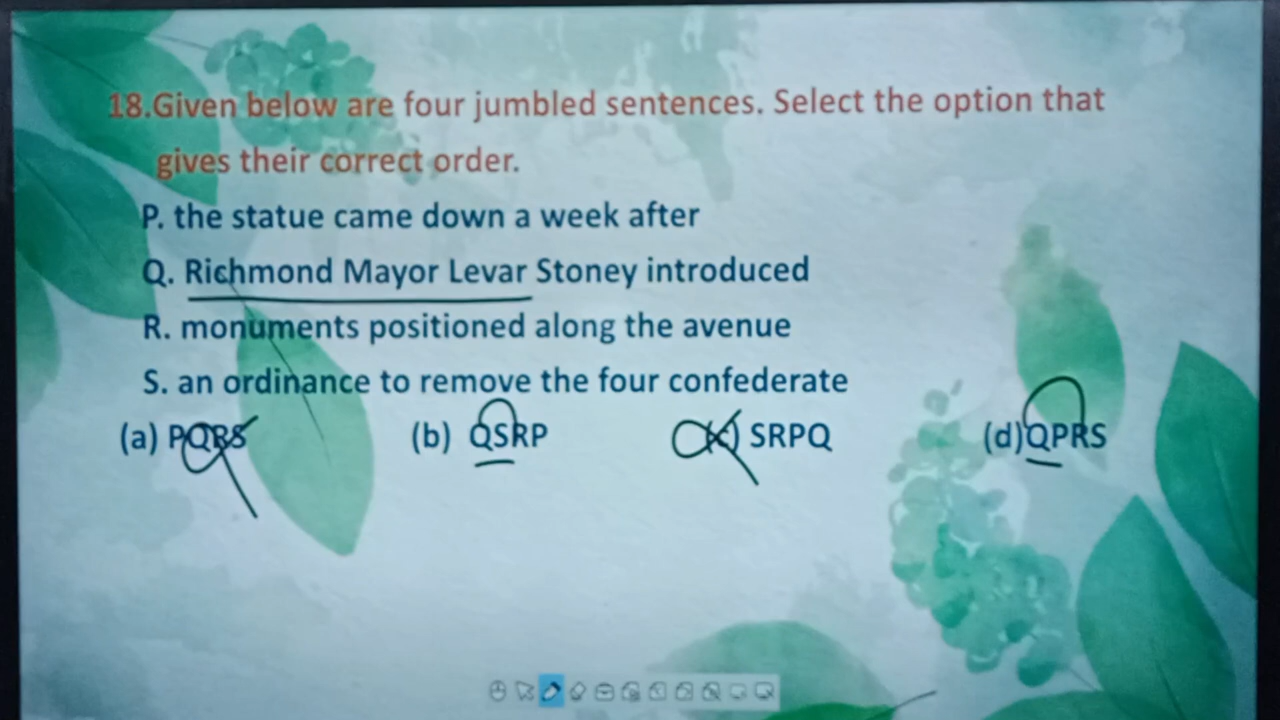 18.Given below are four jumbled sentences. Select the option that
gives their correct order.
P. the statue came down a week after
Q. Richmond Mayor Levar Stoney introduced
R. monuments positioned along the avenue
S. an ordinance to remove the four confederate
(a) PQRS (b) QSRP (c) SRPQ (d)QPRS